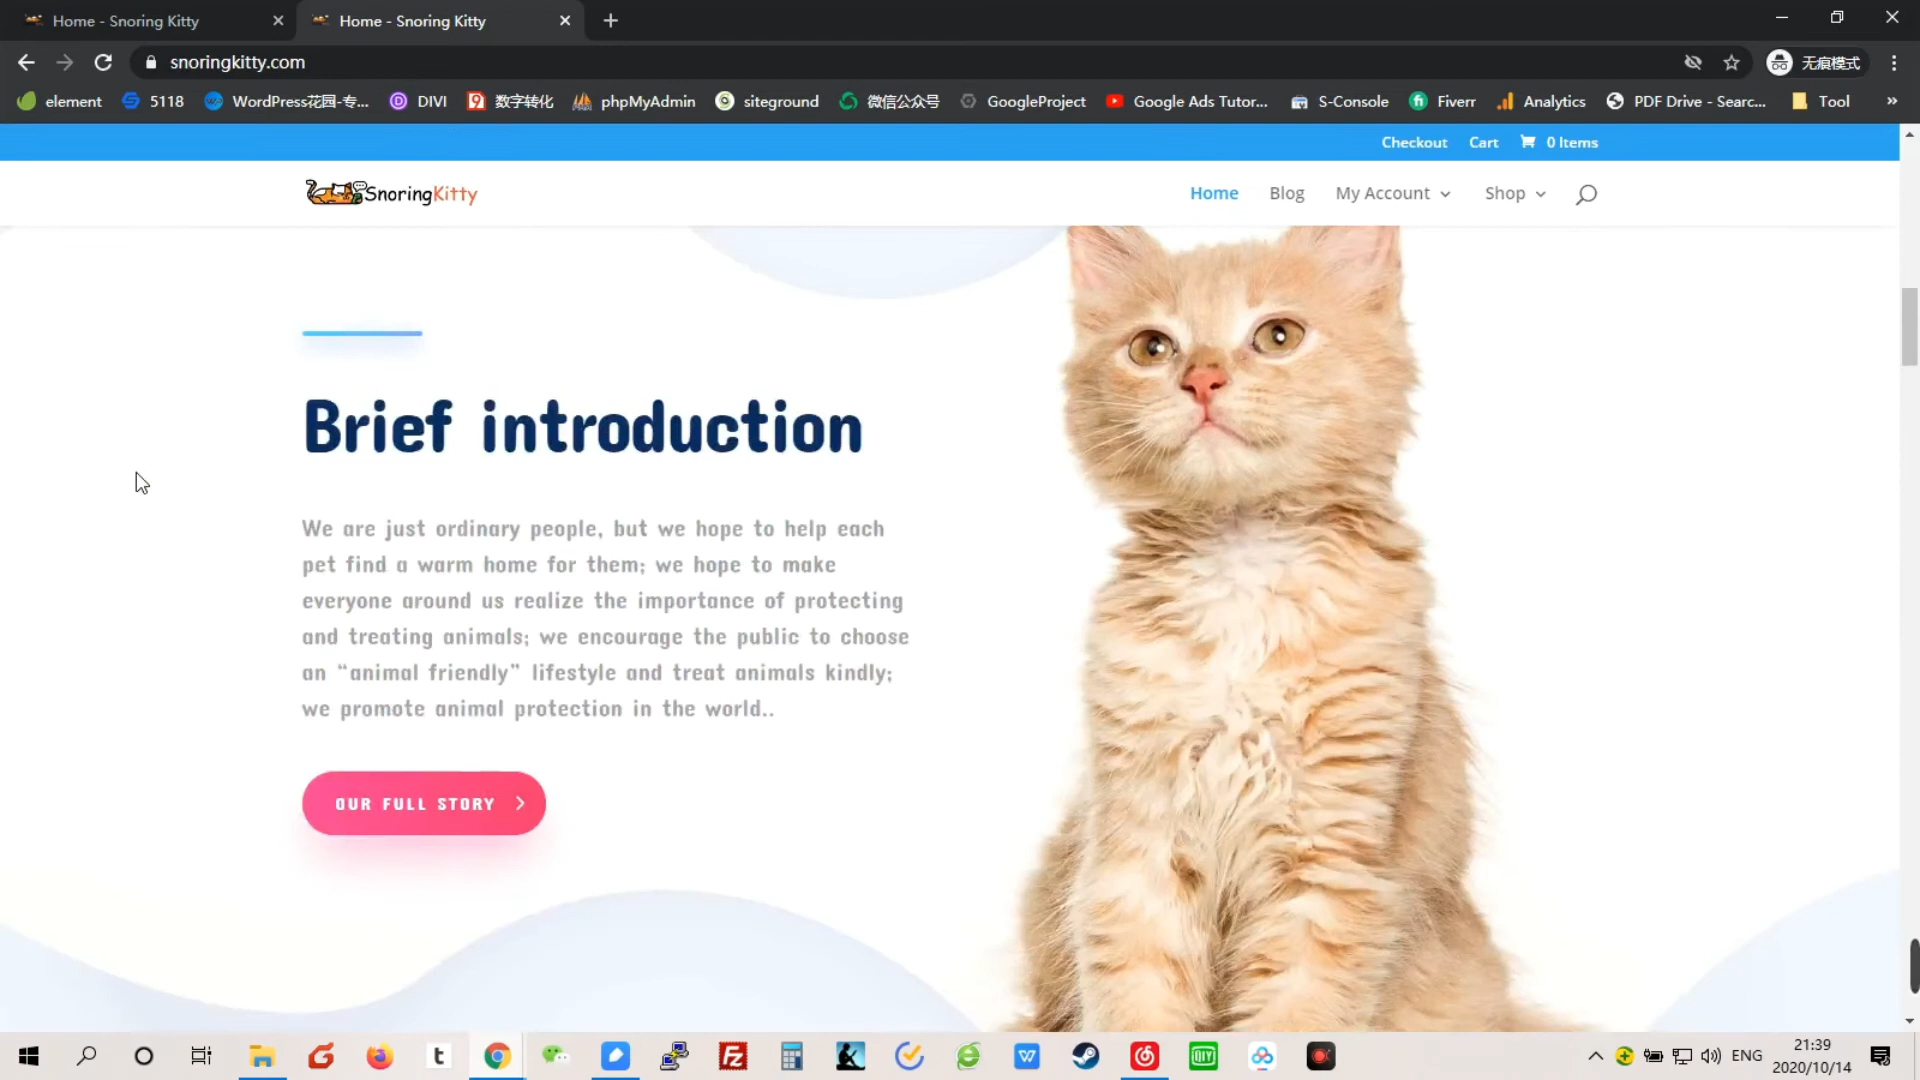 Home - Snoring Kitty
Home - Snoring Kitty
snoringkitty.com
无痕模式
element
5118
WordPress花园-专...
DIVI
数字转化
phpMyAdmin
siteground
微信公众号
GoogleProject
Google Ads Tutor...
S-Console
Fiverr
Analytics
PDF Drive - Searc...
Tool
Checkout
Cart
0 Items
SnoringKitty
Home
Blog
My Account
Shop
Brief introduction
We are just ordinary people, but we hope to help each
pet find a warm home for them; we hope to make
everyone around us realize the importance of protecting
and treating animals; we encourage the public to choose
an “animal friendly” lifestyle and treat animals kindly;
we promote animal protection in the world..
OUR FULL STORY
ENG
21:39
2020/10/14